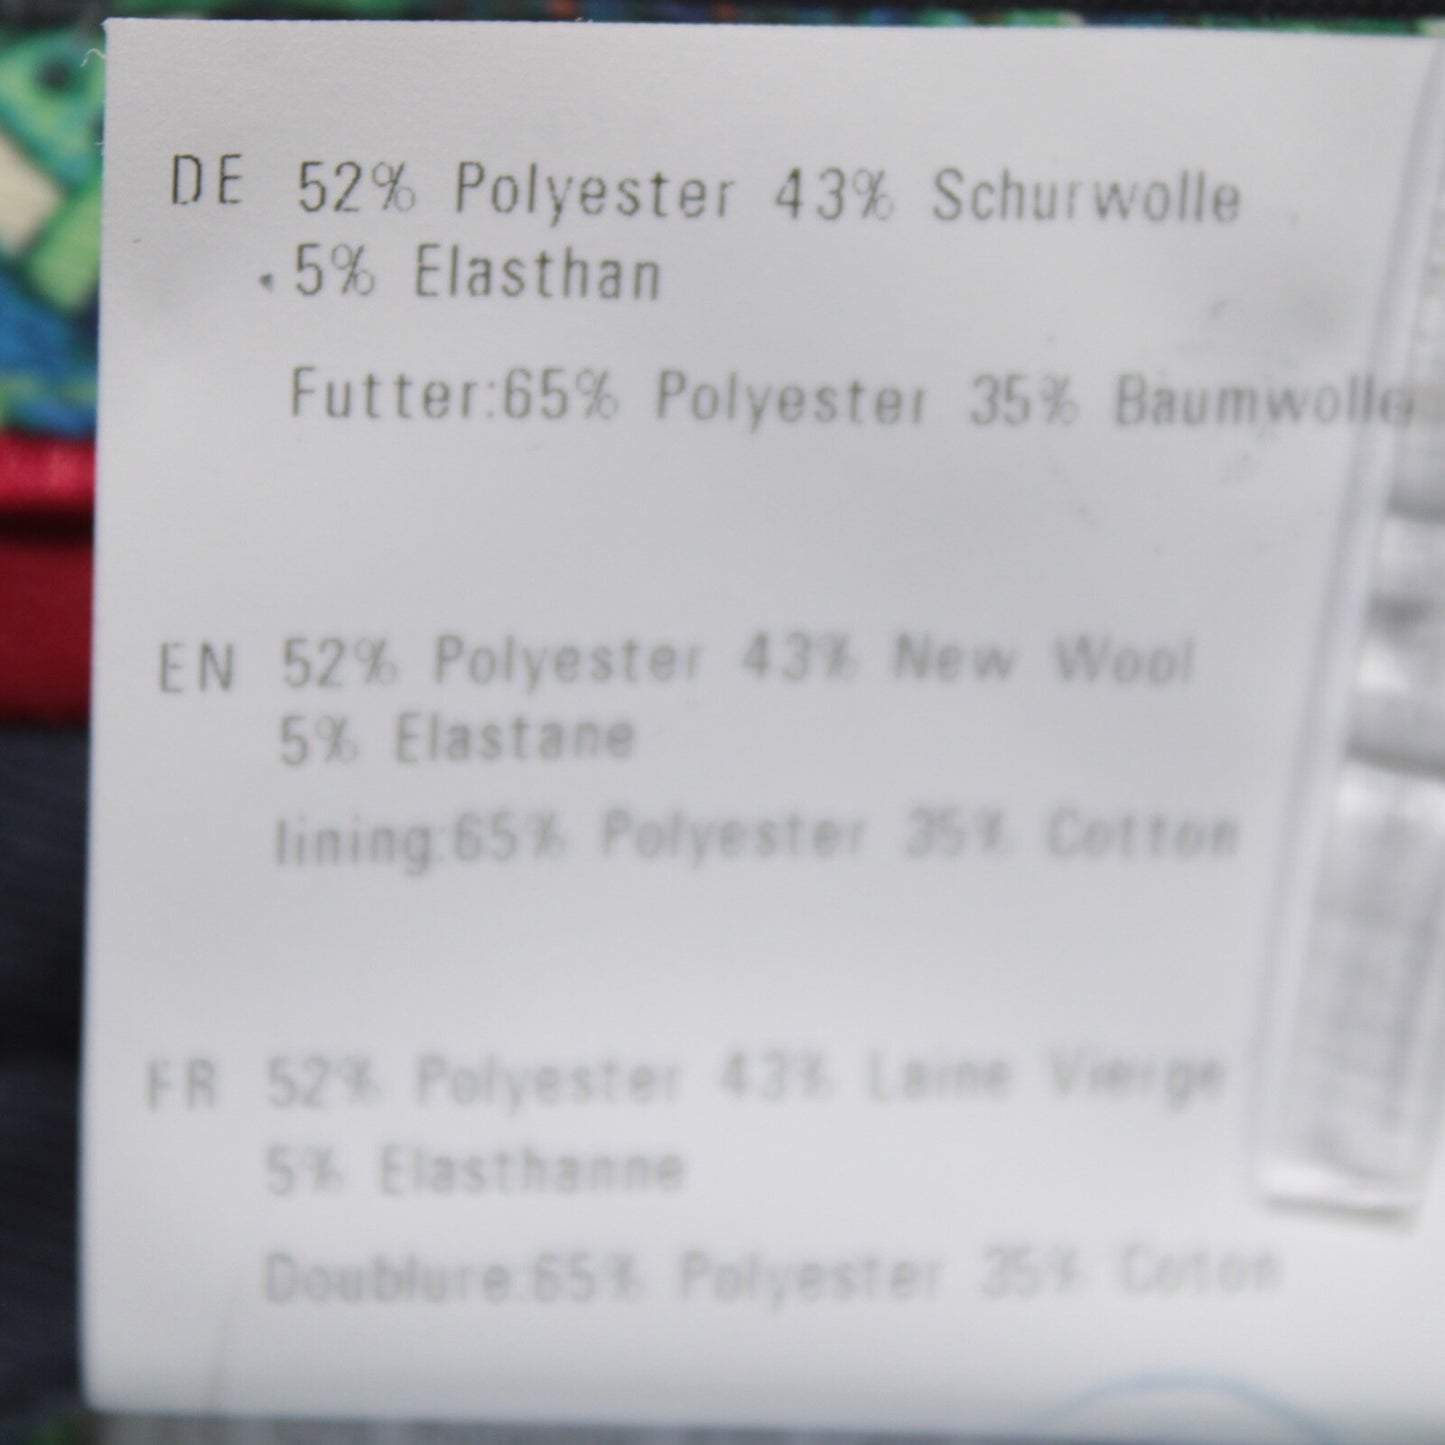 DE 52% Polyester 43% Schurwolle
5% Elasthan
Futter:65% Polyester 35% Baumwolle
EN 52% Polyester 43% New Wool
5% Elastane
lining:65% Polyester 35% Cotton
FR 52% Polyester 43% Laine Vierge
5% Elasthanne
Doublure:65% Polyester 35% Coton